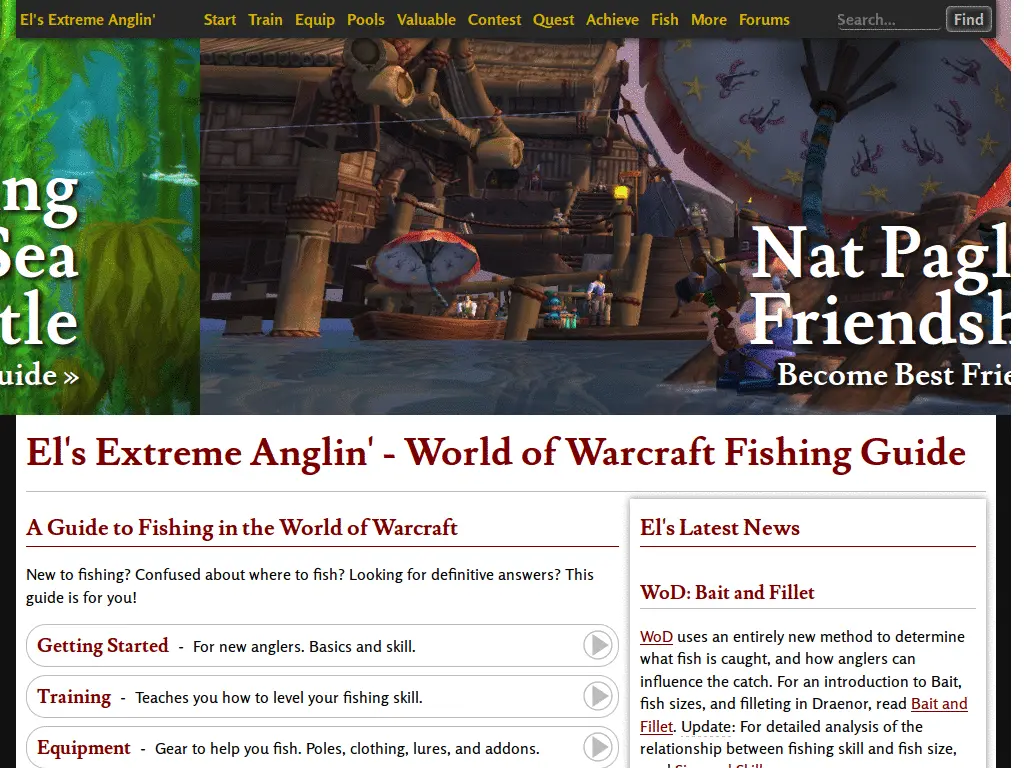 El's Extreme Anglin' Start Train Equip Pools Valuable Contest Quest Achieve Fish More Forums Search... Find
ng
Sea
tle
uide »
Nat Pagl
Friendsh
Become Best Frie
El's Extreme Anglin' - World of Warcraft Fishing Guide
A Guide to Fishing in the World of Warcraft
New to fishing? Confused about where to fish? Looking for definitive answers? This
guide is for you!
Getting Started - For new anglers. Basics and skill.
Training - Teaches you how to level your fishing skill.
Equipment - Gear to help you fish. Poles, clothing, lures, and addons.
El's Latest News
WoD: Bait and Fillet
WoD uses an entirely new method to determine
what fish is caught, and how anglers can
influence the catch. For an introduction to Bait,
fish sizes, and filleting in Draenor, read Bait and
Fillet. Update: For detailed analysis of the
relationship between fishing skill and fish size,